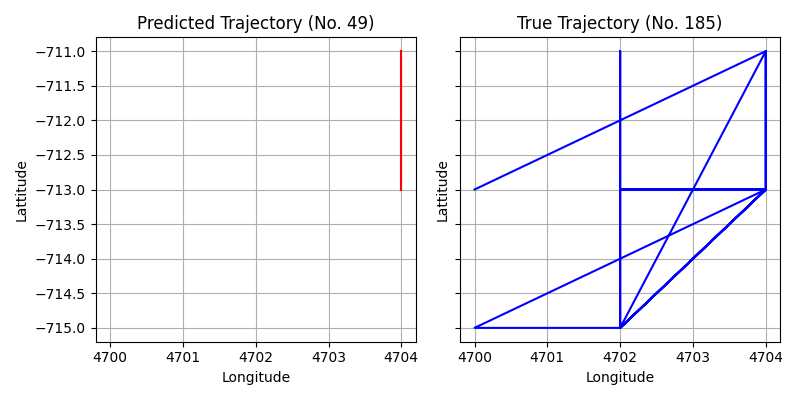 Predicted Trajectory (No. 49)
Lattitude
−711.0
−711.5
−712.0
−712.5
−713.0
−713.5
−714.0
−714.5
−715.0
4700 4701 4702 4703 4704
Longitude
True Trajectory (No. 185)
Lattitude
4700 4701 4702 4703 4704
Longitude